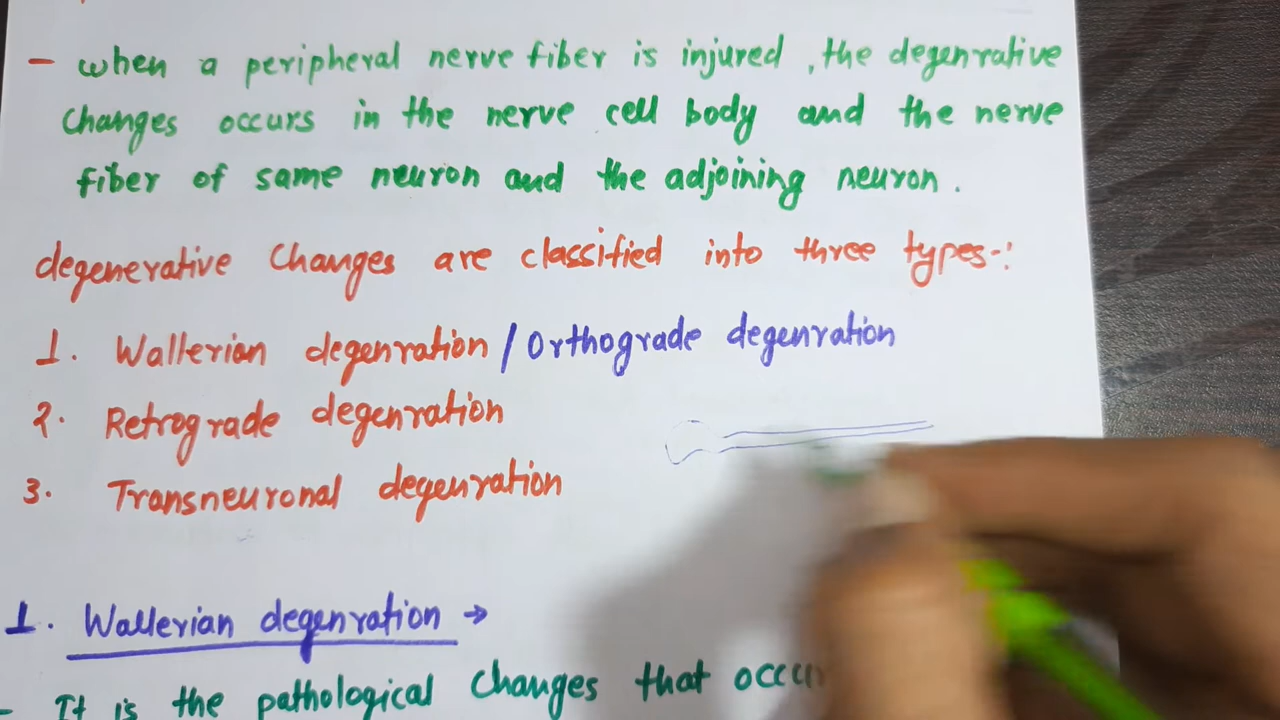 - when a peripheral nerve fiber is injured, the degenrative
changes occurs in the nerve cell body and the nerve
fiber of same neuron and the adjoining neuron.
degenerative changes are classified into three types-:
1. Wallerian degenration/Orthograde degenration
2. Retrograde degenration
3. Transneuronal degenration
1. Wallerian degenration →
- It is the pathological changes that occur